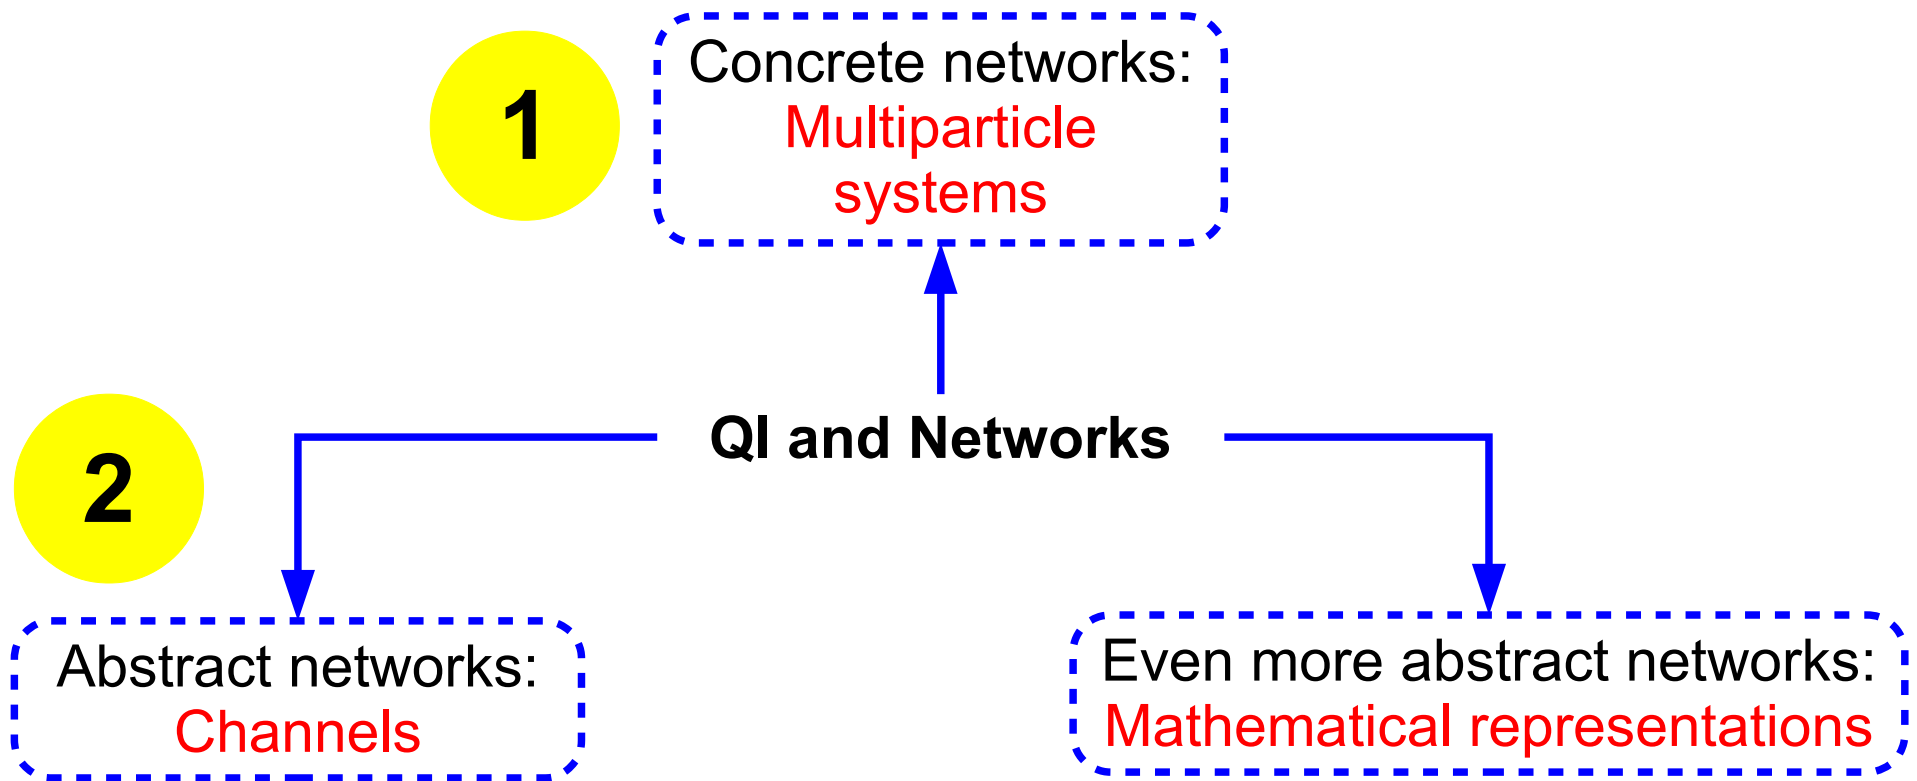 1
Concrete networks:
Multiparticle
systems
QI and Networks
2
Abstract networks:
Channels
Even more abstract networks:
Mathematical representations